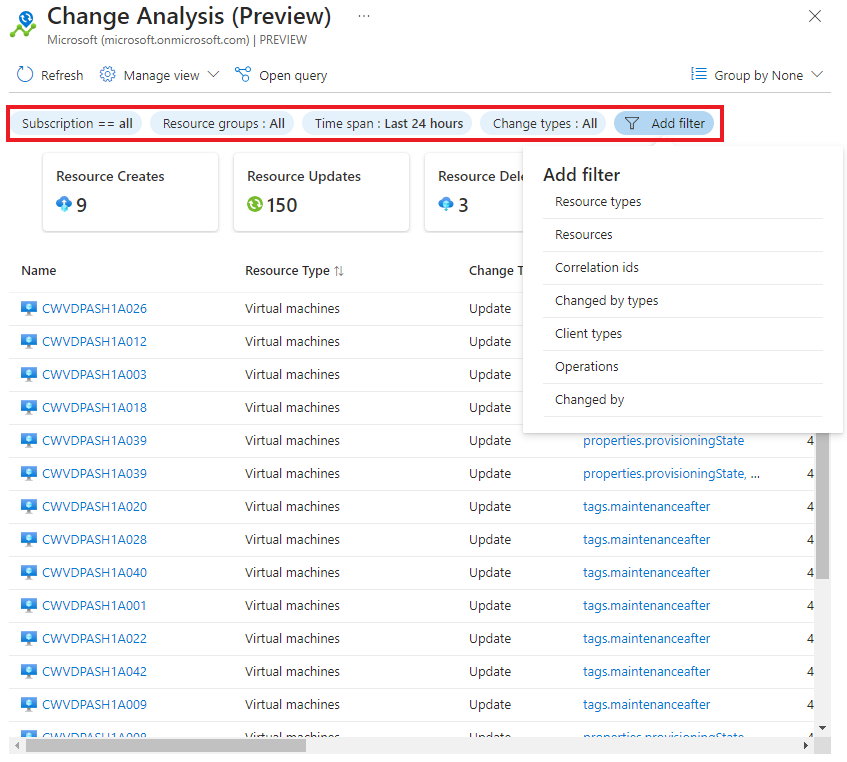 Change Analysis (Preview) ...
Microsoft (microsoft.onmicrosoft.com) | PREVIEW
Refresh Manage view Open query Group by None
Subscription == all Resource groups : All Time span : Last 24 hours Change types : All Add filter
Resource Creates
9
Resource Updates
150
Resource Dele
3
Add filter
Resource types
Resources
Correlation ids
Changed by types
Client types
Operations
Changed by
Name Resource Type Change T
CWVDPASH1A026 Virtual machines Update
CWVDPASH1A012 Virtual machines Update
CWVDPASH1A003 Virtual machines Update
CWVDPASH1A018 Virtual machines Update
CWVDPASH1A039 Virtual machines Update properties.provisioningState 4
CWVDPASH1A039 Virtual machines Update properties.provisioningState, ... 4
CWVDPASH1A020 Virtual machines Update tags.maintenanceafter 4
CWVDPASH1A028 Virtual machines Update tags.maintenanceafter 4
CWVDPASH1A040 Virtual machines Update tags.maintenanceafter 4
CWVDPASH1A001 Virtual machines Update tags.maintenanceafter 4
CWVDPASH1A022 Virtual machines Update tags.maintenanceafter 4
CWVDPASH1A042 Virtual machines Update tags.maintenanceafter 4
CWVDPASH1A009 Virtual machines Update tags.maintenanceafter 4
Virtual machines Update properties.provisioningState 4